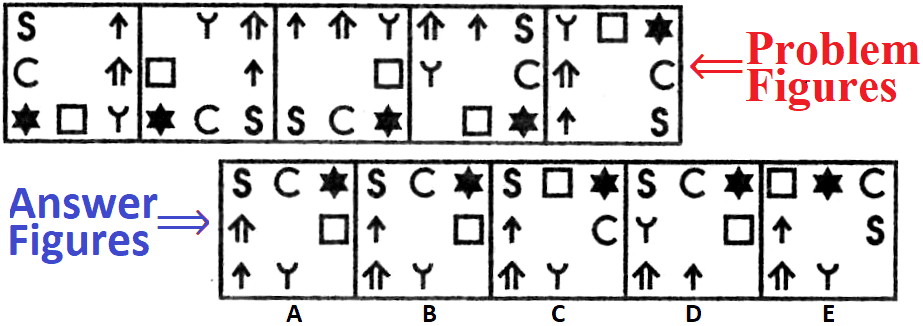 S Y Y S Y
C Y C C
Y C S S C S
Problem
Figures
S C S C S S C C
C Y S
Y Y Y Y
Answer
Figures
A B C D E